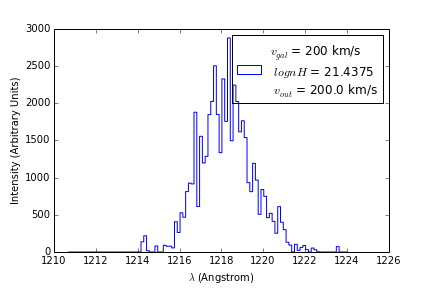 3000
2500
2000
1500
1000
500
0
Intensity (Arbitrary Units)
v_gal = 200 km/s
lognH = 21.4375
v_out = 200.0 km/s
1210 1212 1214 1216 1218 1220 1222 1224 1226
λ (Angstrom)